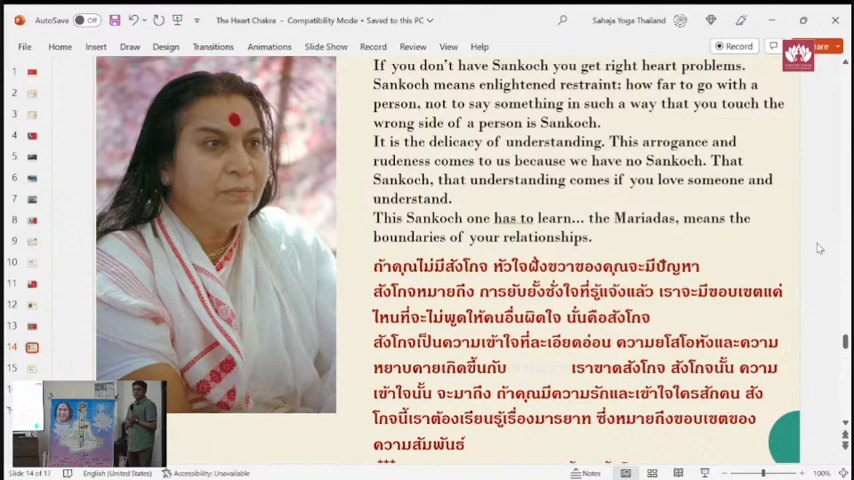 AutoSave
Off
The Heart Chakra - Compatibility Mode • Saved to this PC
Sahaja Yoga Thailand
File Home Insert Draw Design Transitions Animations Slide Show Record Review View Help
Record
Share
1
2
3
4
5
6
7
8
9
10
11
12
13
14
15
If you don't have Sankoch you get right heart problems.
Sankoch means enlightened restraint: how far to go with a
person, not to say something in such a way that you touch the
wrong side of a person is Sankoch.
It is the delicacy of understanding. This arrogance and
rudeness comes to us because we have no Sankoch. That
Sankoch, that understanding comes if you love someone and
understand.
This Sankoch one has to learn... the Mariadas, means the
boundaries of your relationships.
ถ้าคุณไม่มีสังโกจ หัวใจฝั่งขวาของคุณจะมีปัญหา
สังโกจหมายถึง การยับยั้งชั่งใจที่รู้แจ้งแล้ว เราจะมีขอบเขตแค่
ไหนที่จะไม่พูดให้คนอื่นผิดใจ นั่นคือสังโกจ
สังโกจเป็นความเข้าใจที่ละเอียดอ่อน ความยโสโอหังและความ
หยาบคายเกิดขึ้นกับ เราขาดสังโกจ สังโกจนั้น ความ
เข้าใจนั้น จะมาถึง ถ้าคุณมีความรักและเข้าใจใครสักคน สัง
โกจนี้เราต้องเรียนรู้เรื่องมารยาท ซึ่งหมายถึงขอบเขตของ
ความสัมพันธ์
***
Slide 14 of 17
English (United States)
Accessibility: Unavailable
Notes
100%